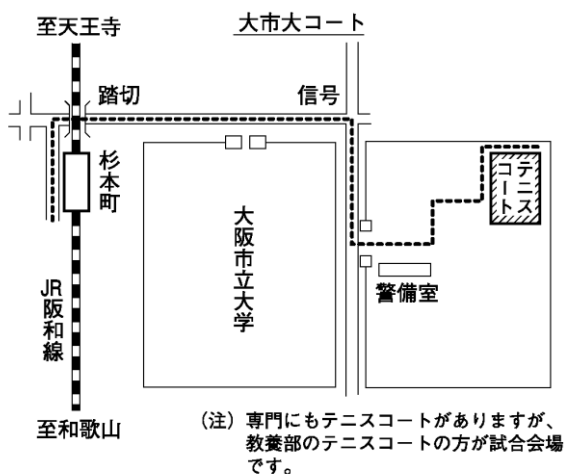 至天王寺
大市大コート
踏切
信号
杉本町
テニス
コート
大阪市立大学
警備室
JR阪和線
至和歌山
（注）専門にもテニスコートがありますが、
教養部のテニスコートの方が試合会場
です。